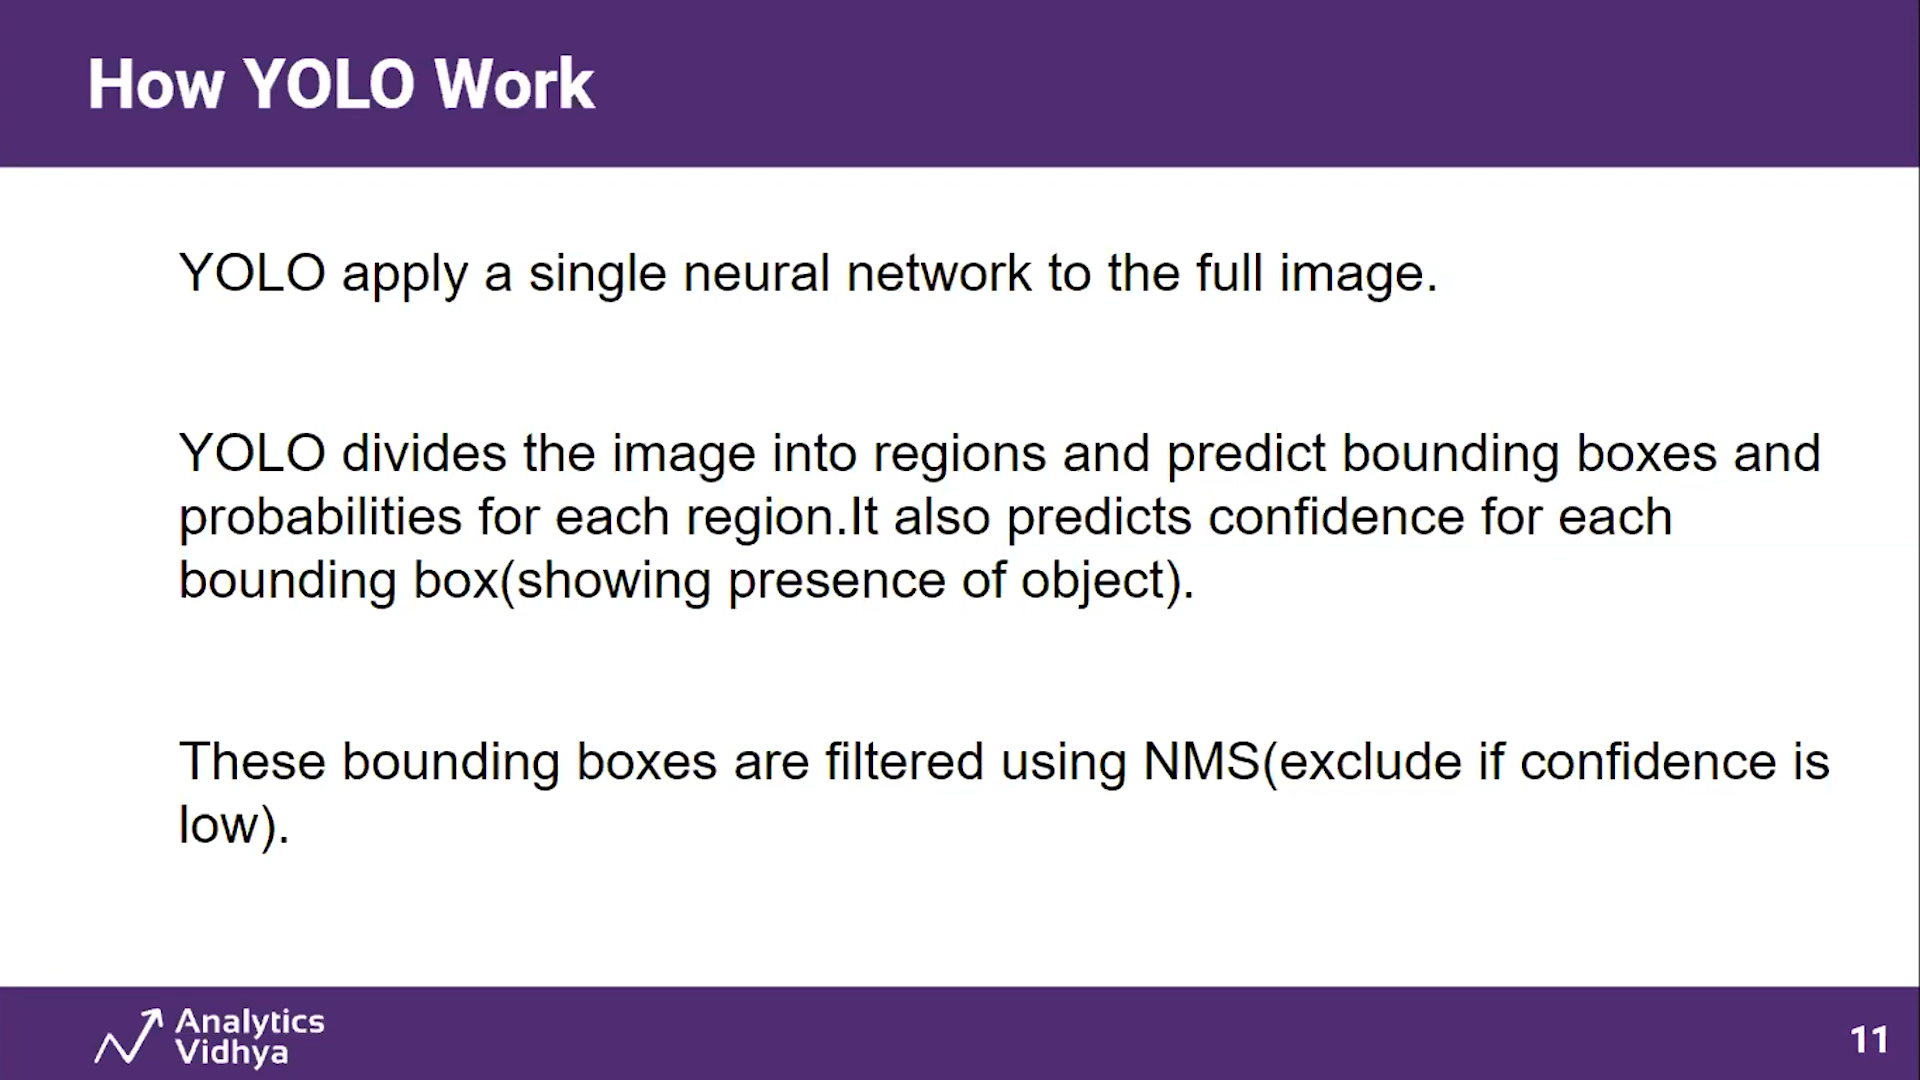 How YOLO Work
YOLO apply a single neural network to the full image.
YOLO divides the image into regions and predict bounding boxes and
probabilities for each region.It also predicts confidence for each
bounding box(showing presence of object).
These bounding boxes are filtered using NMS(exclude if confidence is
low).
Analytics
Vidhya
11